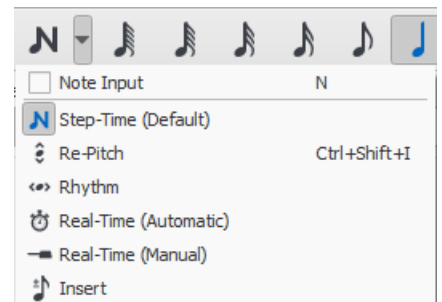 Note Input N
Step-Time (Default)
Re-Pitch Ctrl+Shift+I
Rhythm
Real-Time (Automatic)
Real-Time (Manual)
Insert